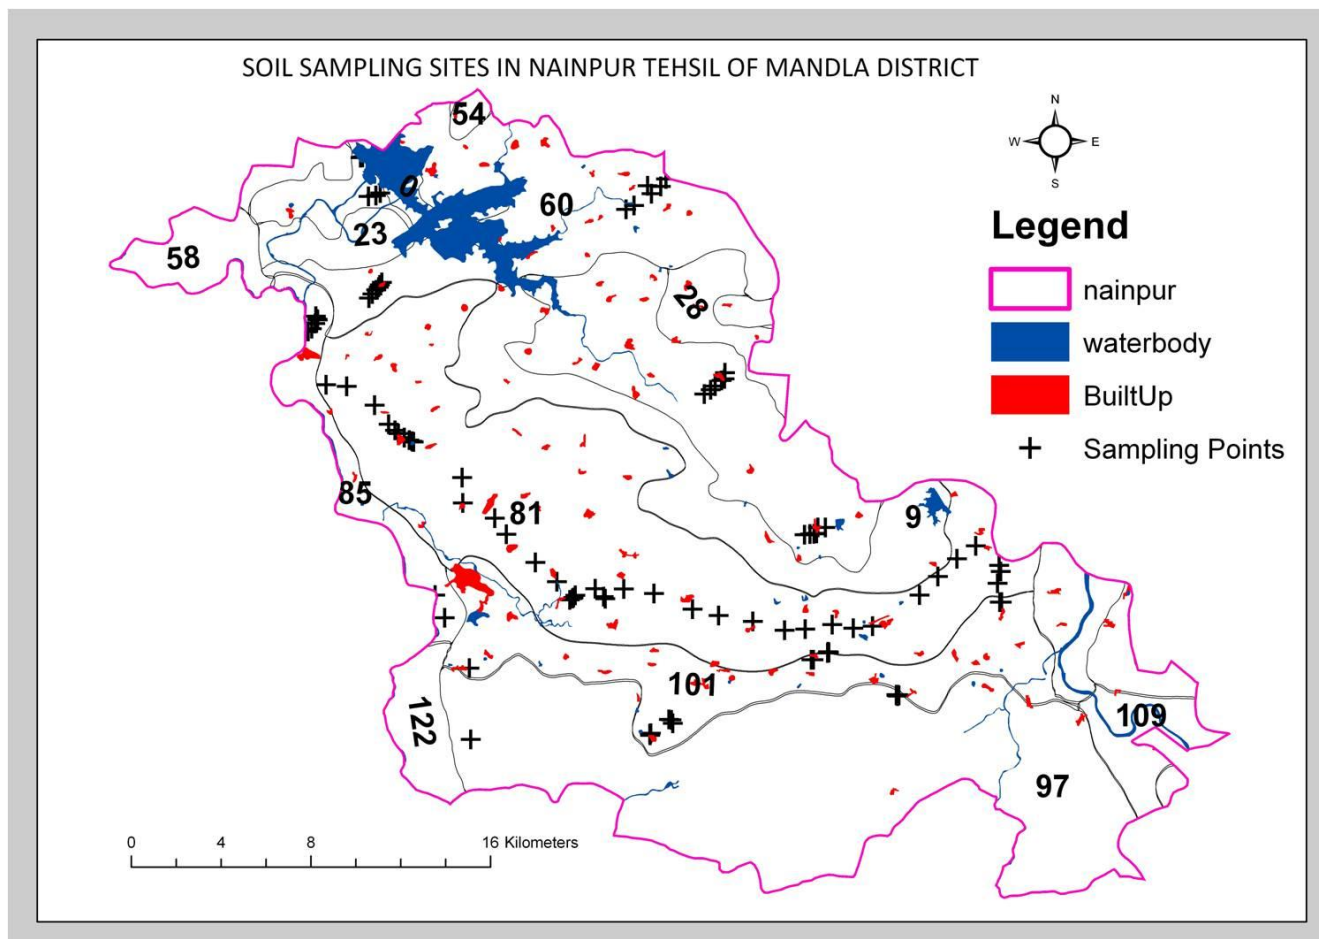 SOIL SAMPLING SITES IN NAINPUR TEHSIL OF MANDLA DISTRICT
54
N
W E
S
0
60
23
58
28
Legend
nainpur
waterbody
BuiltUp
Sampling Points
85
81
9
101
122
109
97
0 4 8 16 Kilometers